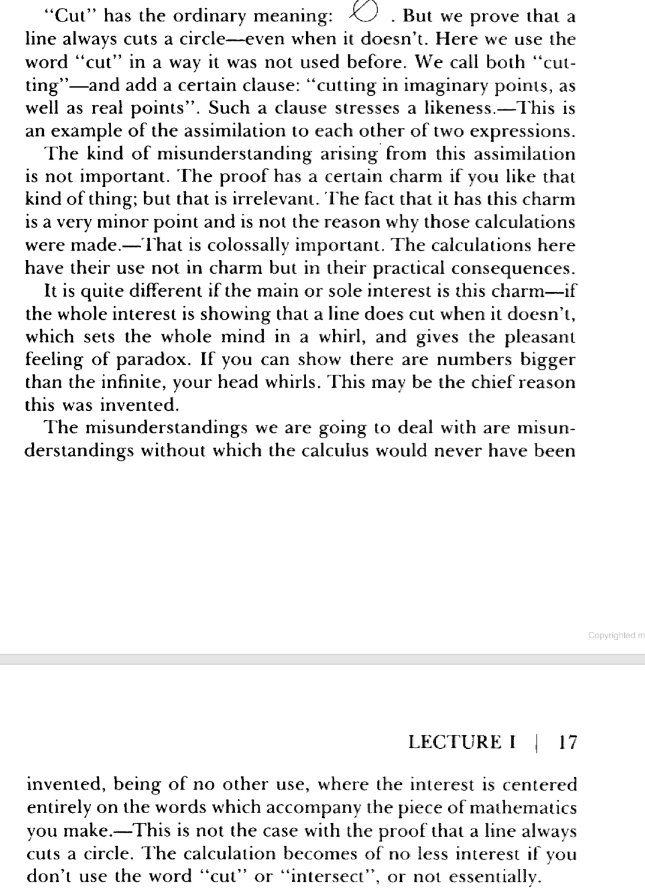 “Cut” has the ordinary meaning: . But we prove that a
line always cuts a circle—even when it doesn’t. Here we use the
word “cut” in a way it was not used before. We call both “cut-
ting”—and add a certain clause: “cutting in imaginary points, as
well as real points”. Such a clause stresses a likeness.—This is
an example of the assimilation to each other of two expressions.
The kind of misunderstanding arising from this assimilation
is not important. The proof has a certain charm if you like that
kind of thing; but that is irrelevant. The fact that it has this charm
is a very minor point and is not the reason why those calculations
were made.—That is colossally important. The calculations here
have their use not in charm but in their practical consequences.
It is quite different if the main or sole interest is this charm—if
the whole interest is showing that a line does cut when it doesn’t,
which sets the whole mind in a whirl, and gives the pleasant
feeling of paradox. If you can show there are numbers bigger
than the infinite, your head whirls. This may be the chief reason
this was invented.
The misunderstandings we are going to deal with are misun-
derstandings without which the calculus would never have been
Copyrighted m
LECTURE I | 17
invented, being of no other use, where the interest is centered
entirely on the words which accompany the piece of mathematics
you make.—This is not the case with the proof that a line always
cuts a circle. The calculation becomes of no less interest if you
don’t use the word “cut” or “intersect”, or not essentially.